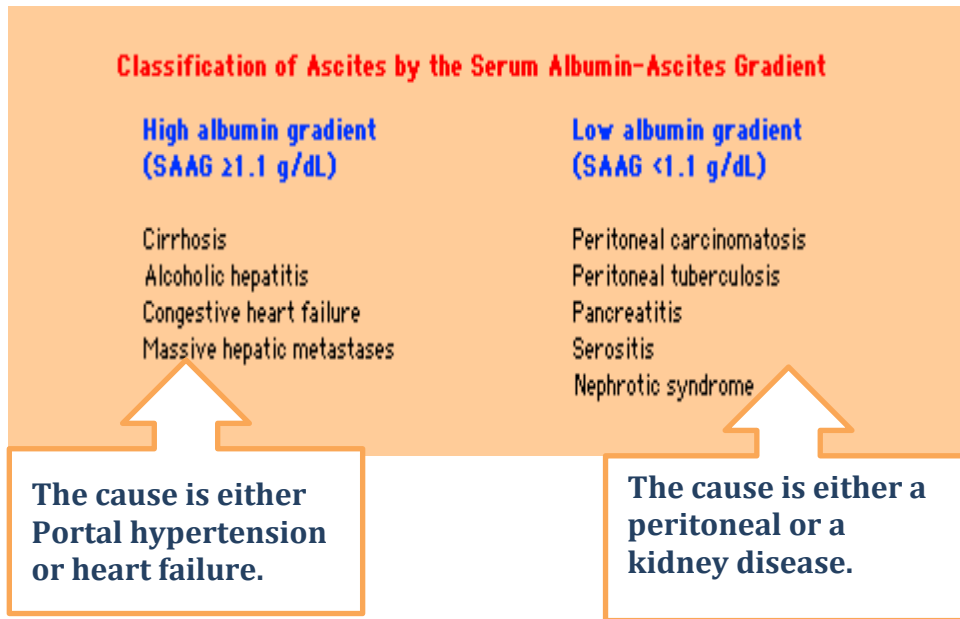 Classification of Ascites by the Serum Albumin-Ascites Gradient
High albumin gradient
(SAAG ≥1.1 g/dL)
Cirrhosis
Alcoholic hepatitis
Congestive heart failure
Massive hepatic metastases
Low albumin gradient
(SAAG <1.1 g/dL)
Peritoneal carcinomatosis
Peritoneal tuberculosis
Pancreatitis
Serositis
Nephrotic syndrome
The cause is either
Portal hypertension
or heart failure.
The cause is either a
peritoneal or a
kidney disease.